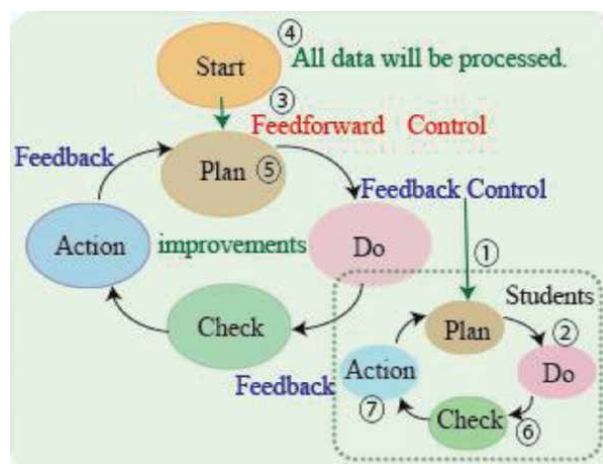 ④
Start
All data will be processed.
③
Feedforward Control
Feedback
Plan ⑤
Feedback Control
Action
improvements
Do
①
Students
Check
Plan
②
Feedback
Action
Do
⑦
Check
⑥